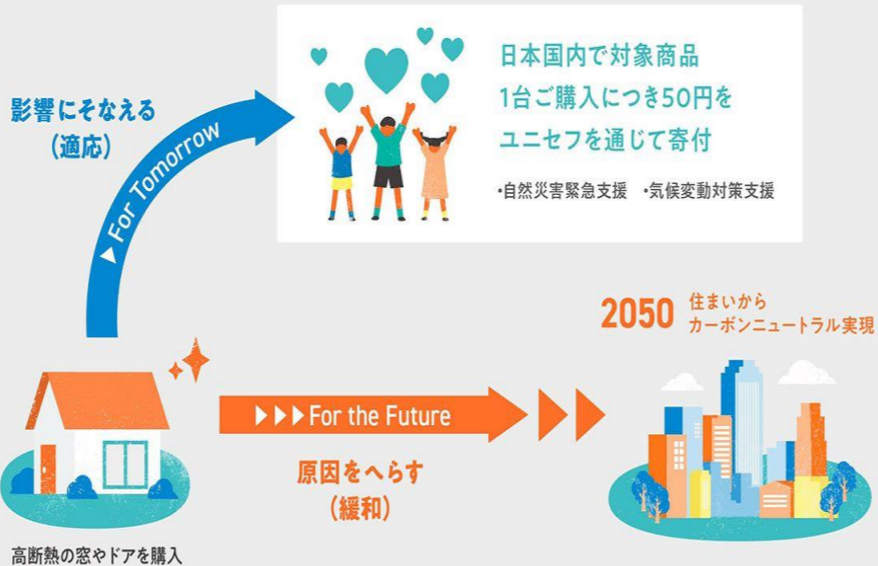 日本国内で対象商品
1台ご購入につき50円を
ユニセフを通じて寄付
・自然災害緊急支援 ・気候変動対策支援
影響にそなえる
(適応)
For Tomorrow
2050 住まいから
カーボンニュートラル実現
For the Future
原因をへらす
(緩和)
高断熱の窓やドアを購入